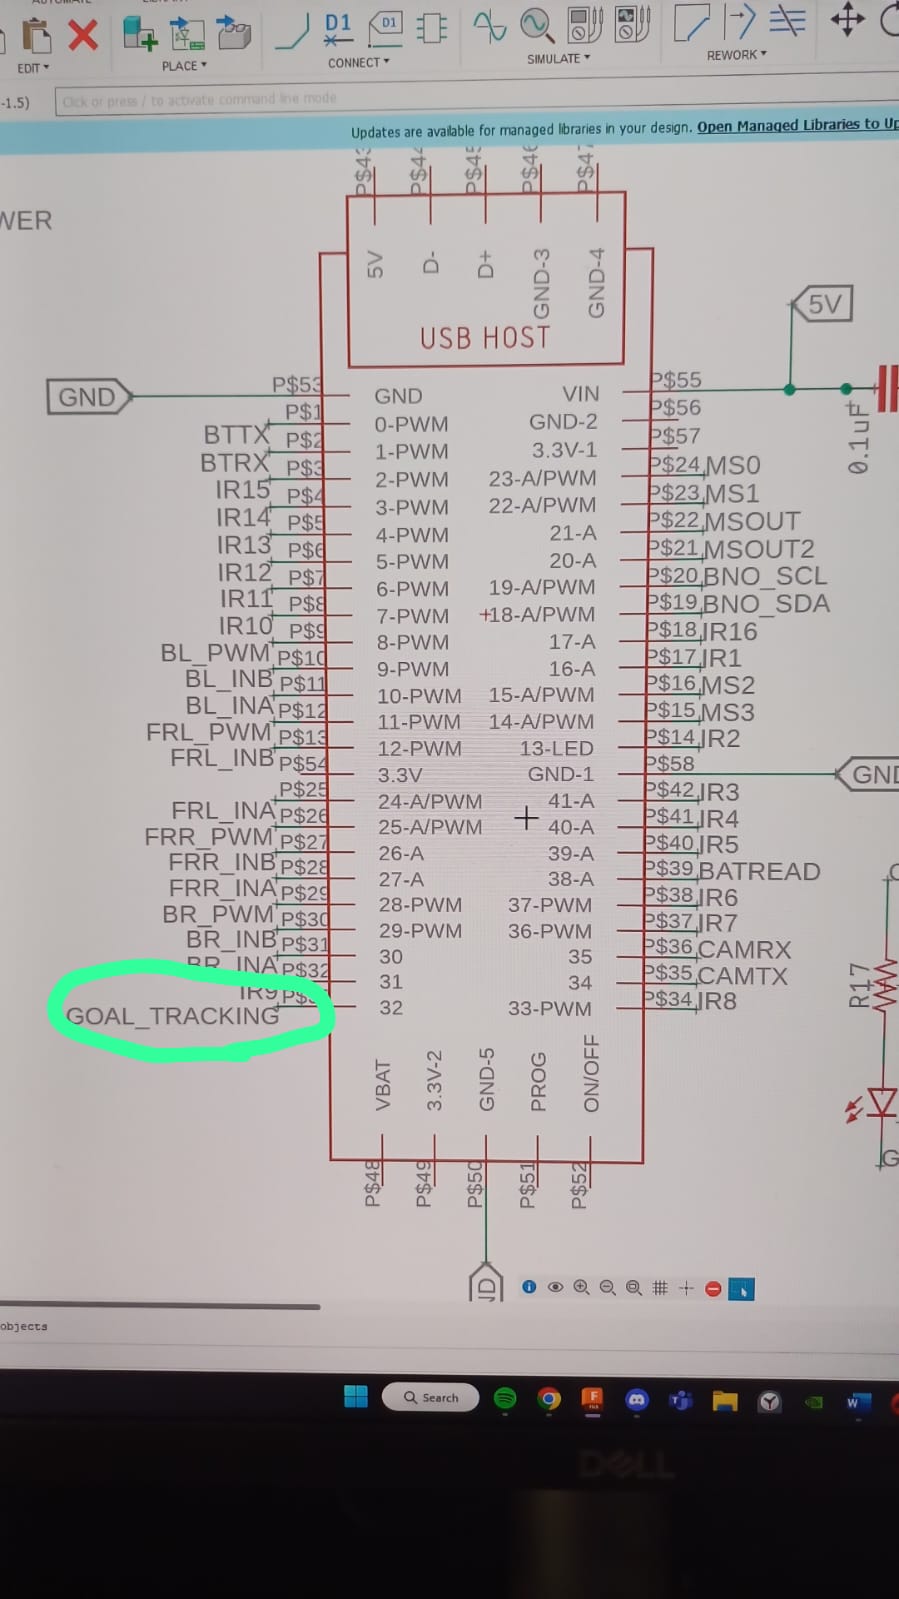 EDIT
PLACE
D1
D1
CONNECT
SIMULATE
REWORK
-1.5)
Click or press / to activate command line mode
Updates are available for managed libraries in your design. Open Managed Libraries to Up
WER
P$43
P$44
P$45
P$46
P$47
5V
D-
D+
GND-3
GND-4
USB HOST
5V
0.1uF
GND P$53 GND
BTTX P$1 0-PWM
BTRX P$2 1-PWM
IR15 P$3 2-PWM
IR14 P$4 3-PWM
IR13 P$5 4-PWM
IR12 P$6 5-PWM
IR11 P$7 6-PWM
IR10 P$8 7-PWM
BL_PWM P$9 8-PWM
BL_INB P$10 9-PWM
BL_INA P$11 10-PWM
FRL_PWM P$12 11-PWM
FRL_INB P$13 12-PWM
P$54 3.3V
FRL_INA P$25 24-A/PWM
FRR_PWM P$26 25-A/PWM
FRR_INB P$27 26-A
FRR_INA P$28 27-A
BR_PWM P$29 28-PWM
BR_INB P$30 29-PWM
BR_INA P$31 30
IR9 P$32 31
GOAL_TRACKING 32
VIN P$55
GND-2 P$56
3.3V-1 P$57
23-A/PWM P$24 MS0
22-A/PWM P$23 MS1
21-A P$22 MSOUT
20-A P$21 MSOUT2
19-A/PWM P$20 BNO_SCL
18-A/PWM P$19 BNO_SDA
17-A P$18 IR16
16-A P$17 IR1
15-A/PWM P$16 MS2
14-A/PWM P$15 MS3
13-LED P$14 IR2
GND-1 P$58 GND
41-A P$42 IR3
40-A P$41 IR4
39-A P$40 IR5
38-A P$39 BATREAD
37-PWM P$38 IR6
36-PWM P$37 IR7
35 P$36 CAMRX
34 P$35 CAMTX
33-PWM P$34 IR8
R17
VBAT
3.3V-2
GND-5
PROG
ON/OFF
P$48
P$49
P$50
P$51
P$52
ND
G
objects
Search
DELL